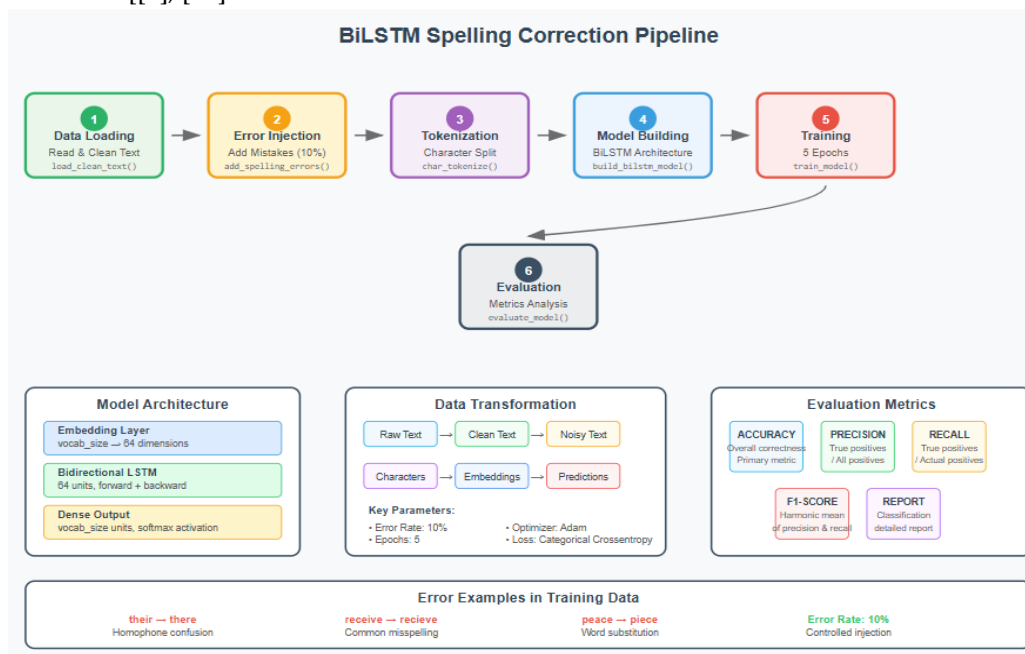 BiLSTM Spelling Correction Pipeline
1
Data Loading
Read & Clean Text
load_clean_text()
2
Error Injection
Add Mistakes (10%)
add_spelling_errors()
3
Tokenization
Character Split
char_tokenize()
4
Model Building
BiLSTM Architecture
build_bilstm_model()
5
Training
5 Epochs
train_model()
6
Evaluation
Metrics Analysis
evaluate_model()
Model Architecture
Embedding Layer
vocab_size → 64 dimensions
Bidirectional LSTM
64 units, forward + backward
Dense Output
vocab_size units, softmax activation
Data Transformation
Raw Text → Clean Text → Noisy Text
Characters → Embeddings → Predictions
Key Parameters:
• Error Rate: 10%
• Optimizer: Adam
• Epochs: 5
• Loss: Categorical Crossentropy
Evaluation Metrics
ACCURACY
Overall correctness
Primary metric
PRECISION
True positives
/ All positives
RECALL
True positives
/ Actual positives
F1-SCORE
Harmonic mean
of precision & recall
REPORT
Classification
detailed report
Error Examples in Training Data
their → there
Homophone confusion
receive → recieve
Common misspelling
peace → piece
Word substitution
Error Rate: 10%
Controlled injection